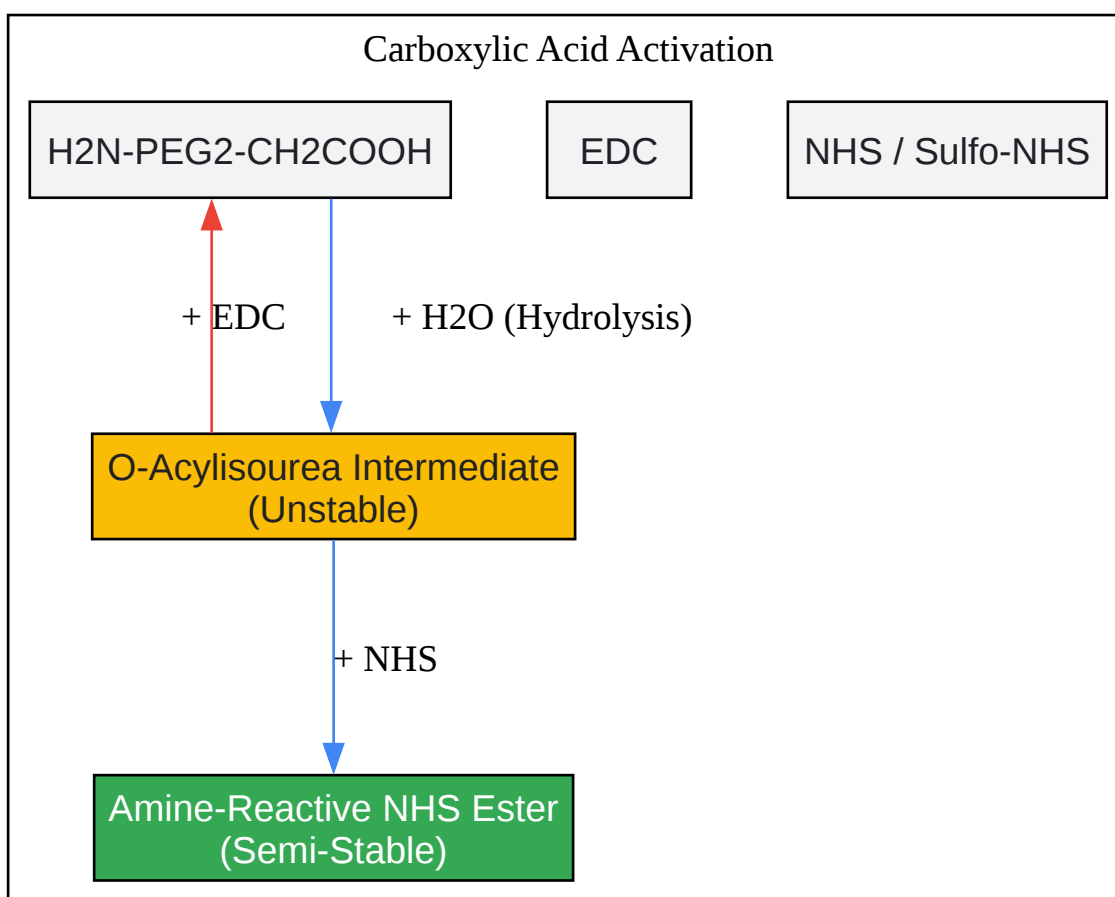 Carboxylic Acid Activation
H2N-PEG2-CH2COOH
EDC
NHS / Sulfo-NHS
+ EDC
+ H2O (Hydrolysis)
O-Acylisourea Intermediate
(Unstable)
+ NHS
Amine-Reactive NHS Ester
(Semi-Stable)